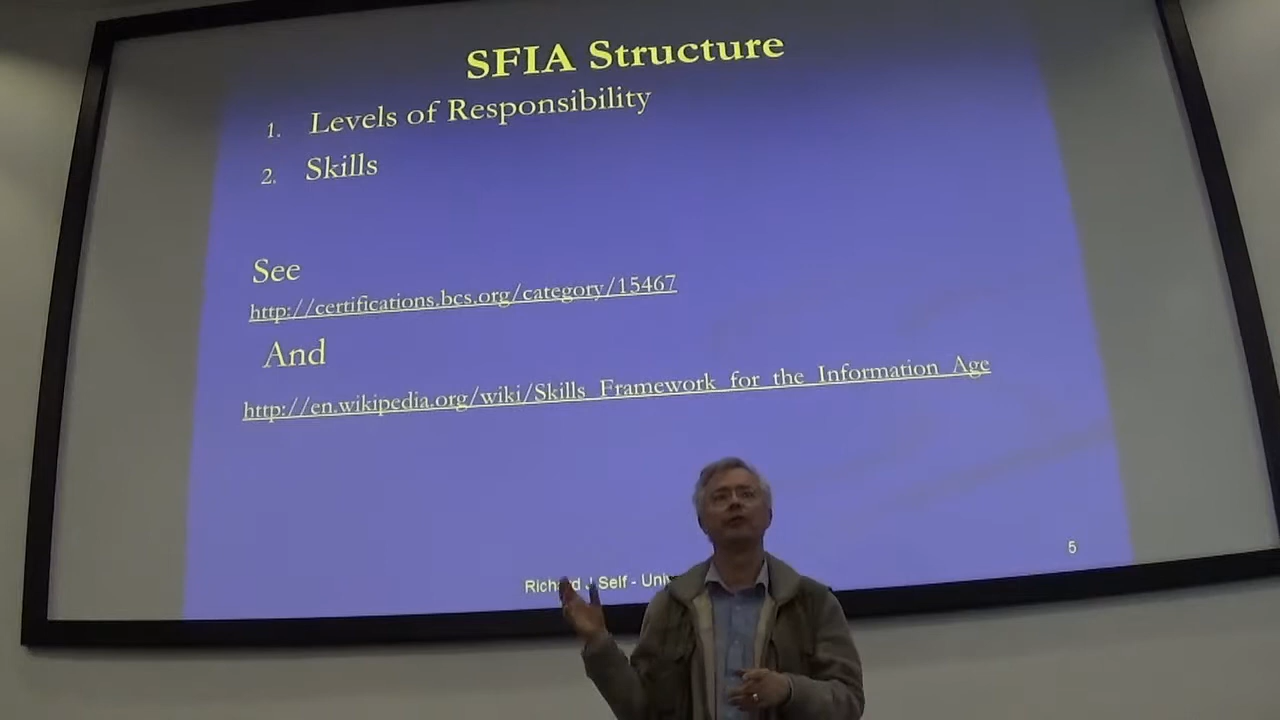 SFIA Structure
1. Levels of Responsibility
2. Skills
See
http://certifications.bcs.org/category/15467
And
http://en.wikipedia.org/wiki/Skills_Framework_for_the_Information_Age
5
Richard J Self -